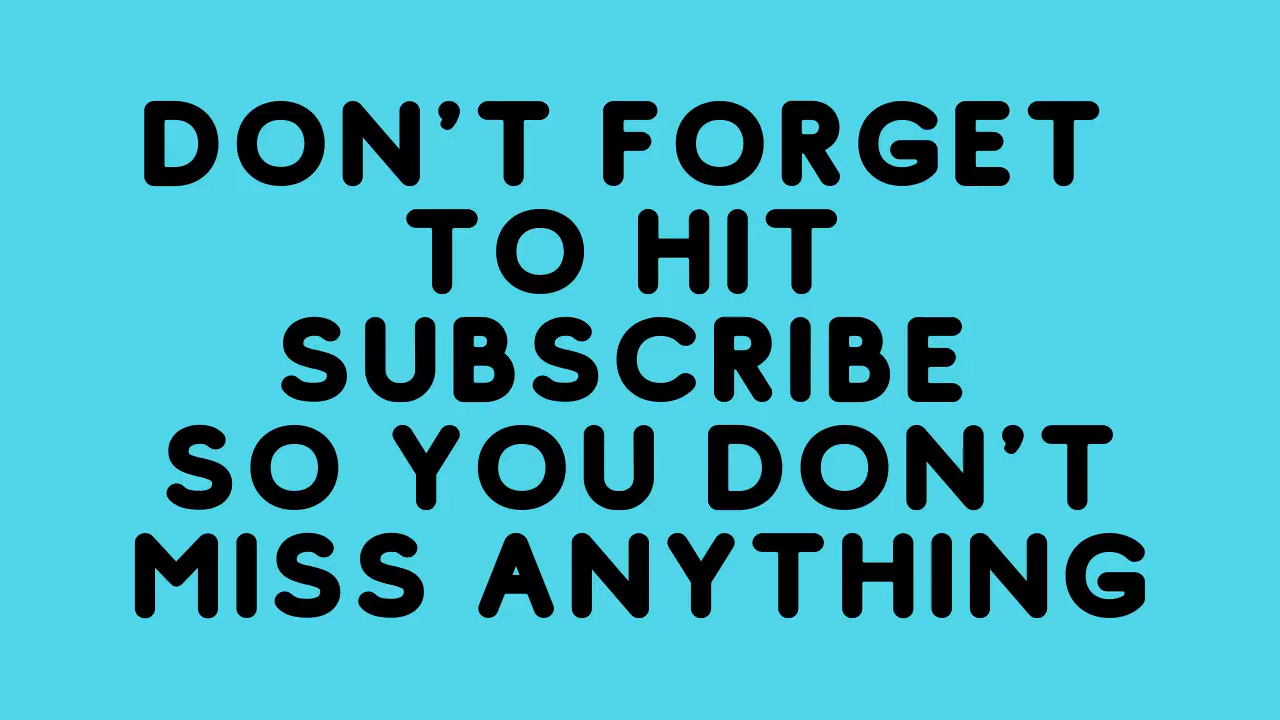 DON'T FORGET
TO HIT
SUBSCRIBE
SO YOU DON'T
MISS ANYTHING